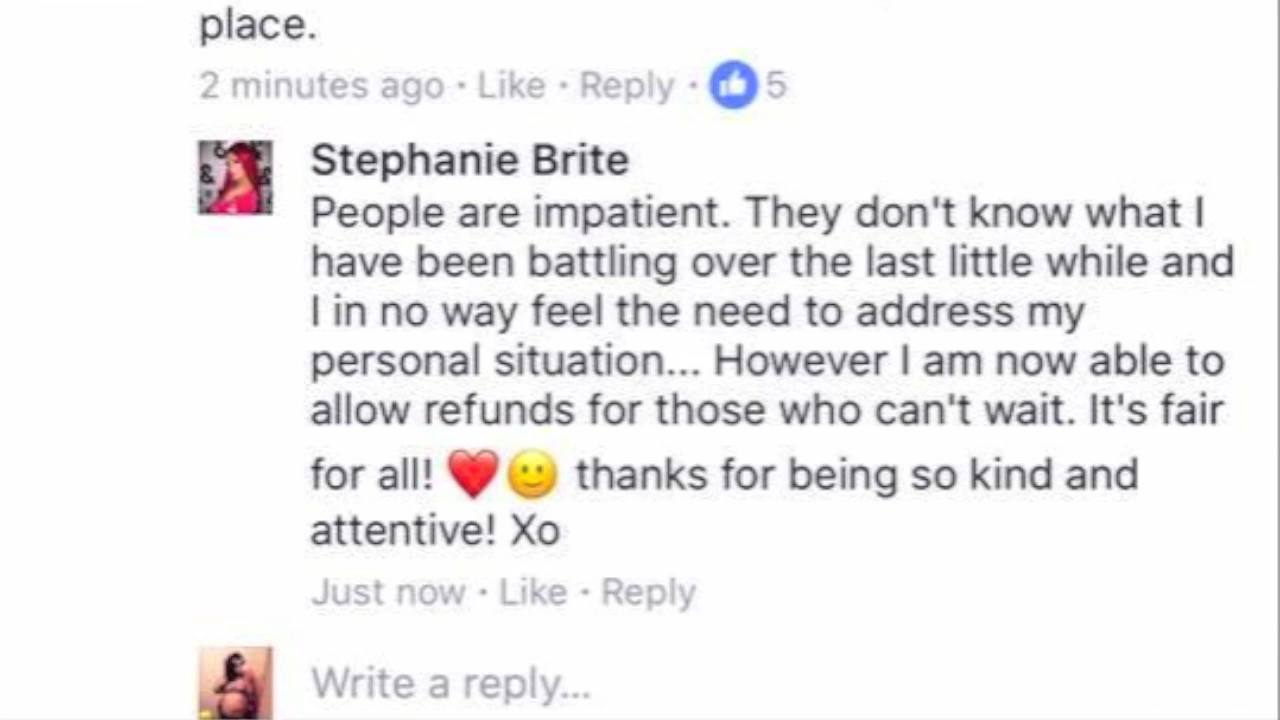 place.
2 minutes ago · Like · Reply · 5
Stephanie Brite
People are impatient. They don't know what I
have been battling over the last little while and
I in no way feel the need to address my
personal situation... However I am now able to
allow refunds for those who can't wait. It's fair
for all! ❤️🙂 thanks for being so kind and
attentive! Xo
Just now · Like · Reply
Write a reply...